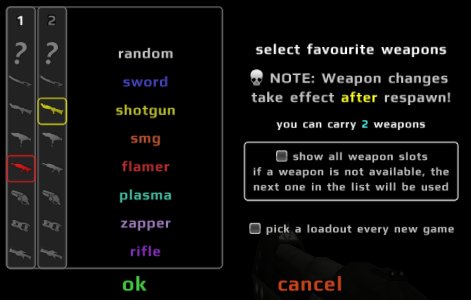 1 2
random
sword
shotgun
smg
flamer
plasma
zapper
rifle
select favourite weapons
NOTE: Weapon changes
take effect after respawn!
you can carry 2 weapons
show all weapon slots
if a weapon is not available, the
next one in the list will be used
pick a loadout every new game
ok
cancel